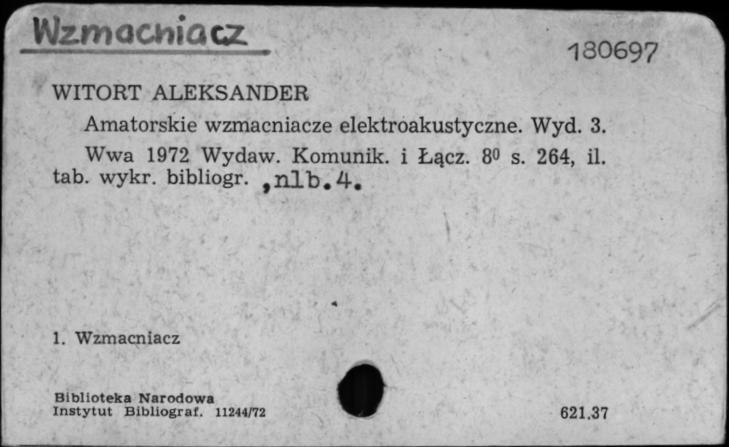 Wzmacniacz
180697
WITORT ALEKSANDER
Amatorskie wzmacniacze elektroakustyczne. Wyd. 3.
Wwa 1972 Wydaw. Komunik. i Łącz. 8⁰ s. 264, il.
tab. wykr. bibliogr. ,nlb.4.
1. Wzmacniacz
Biblioteka Narodowa
Instytut Bibliograf. 11244/72
621.37